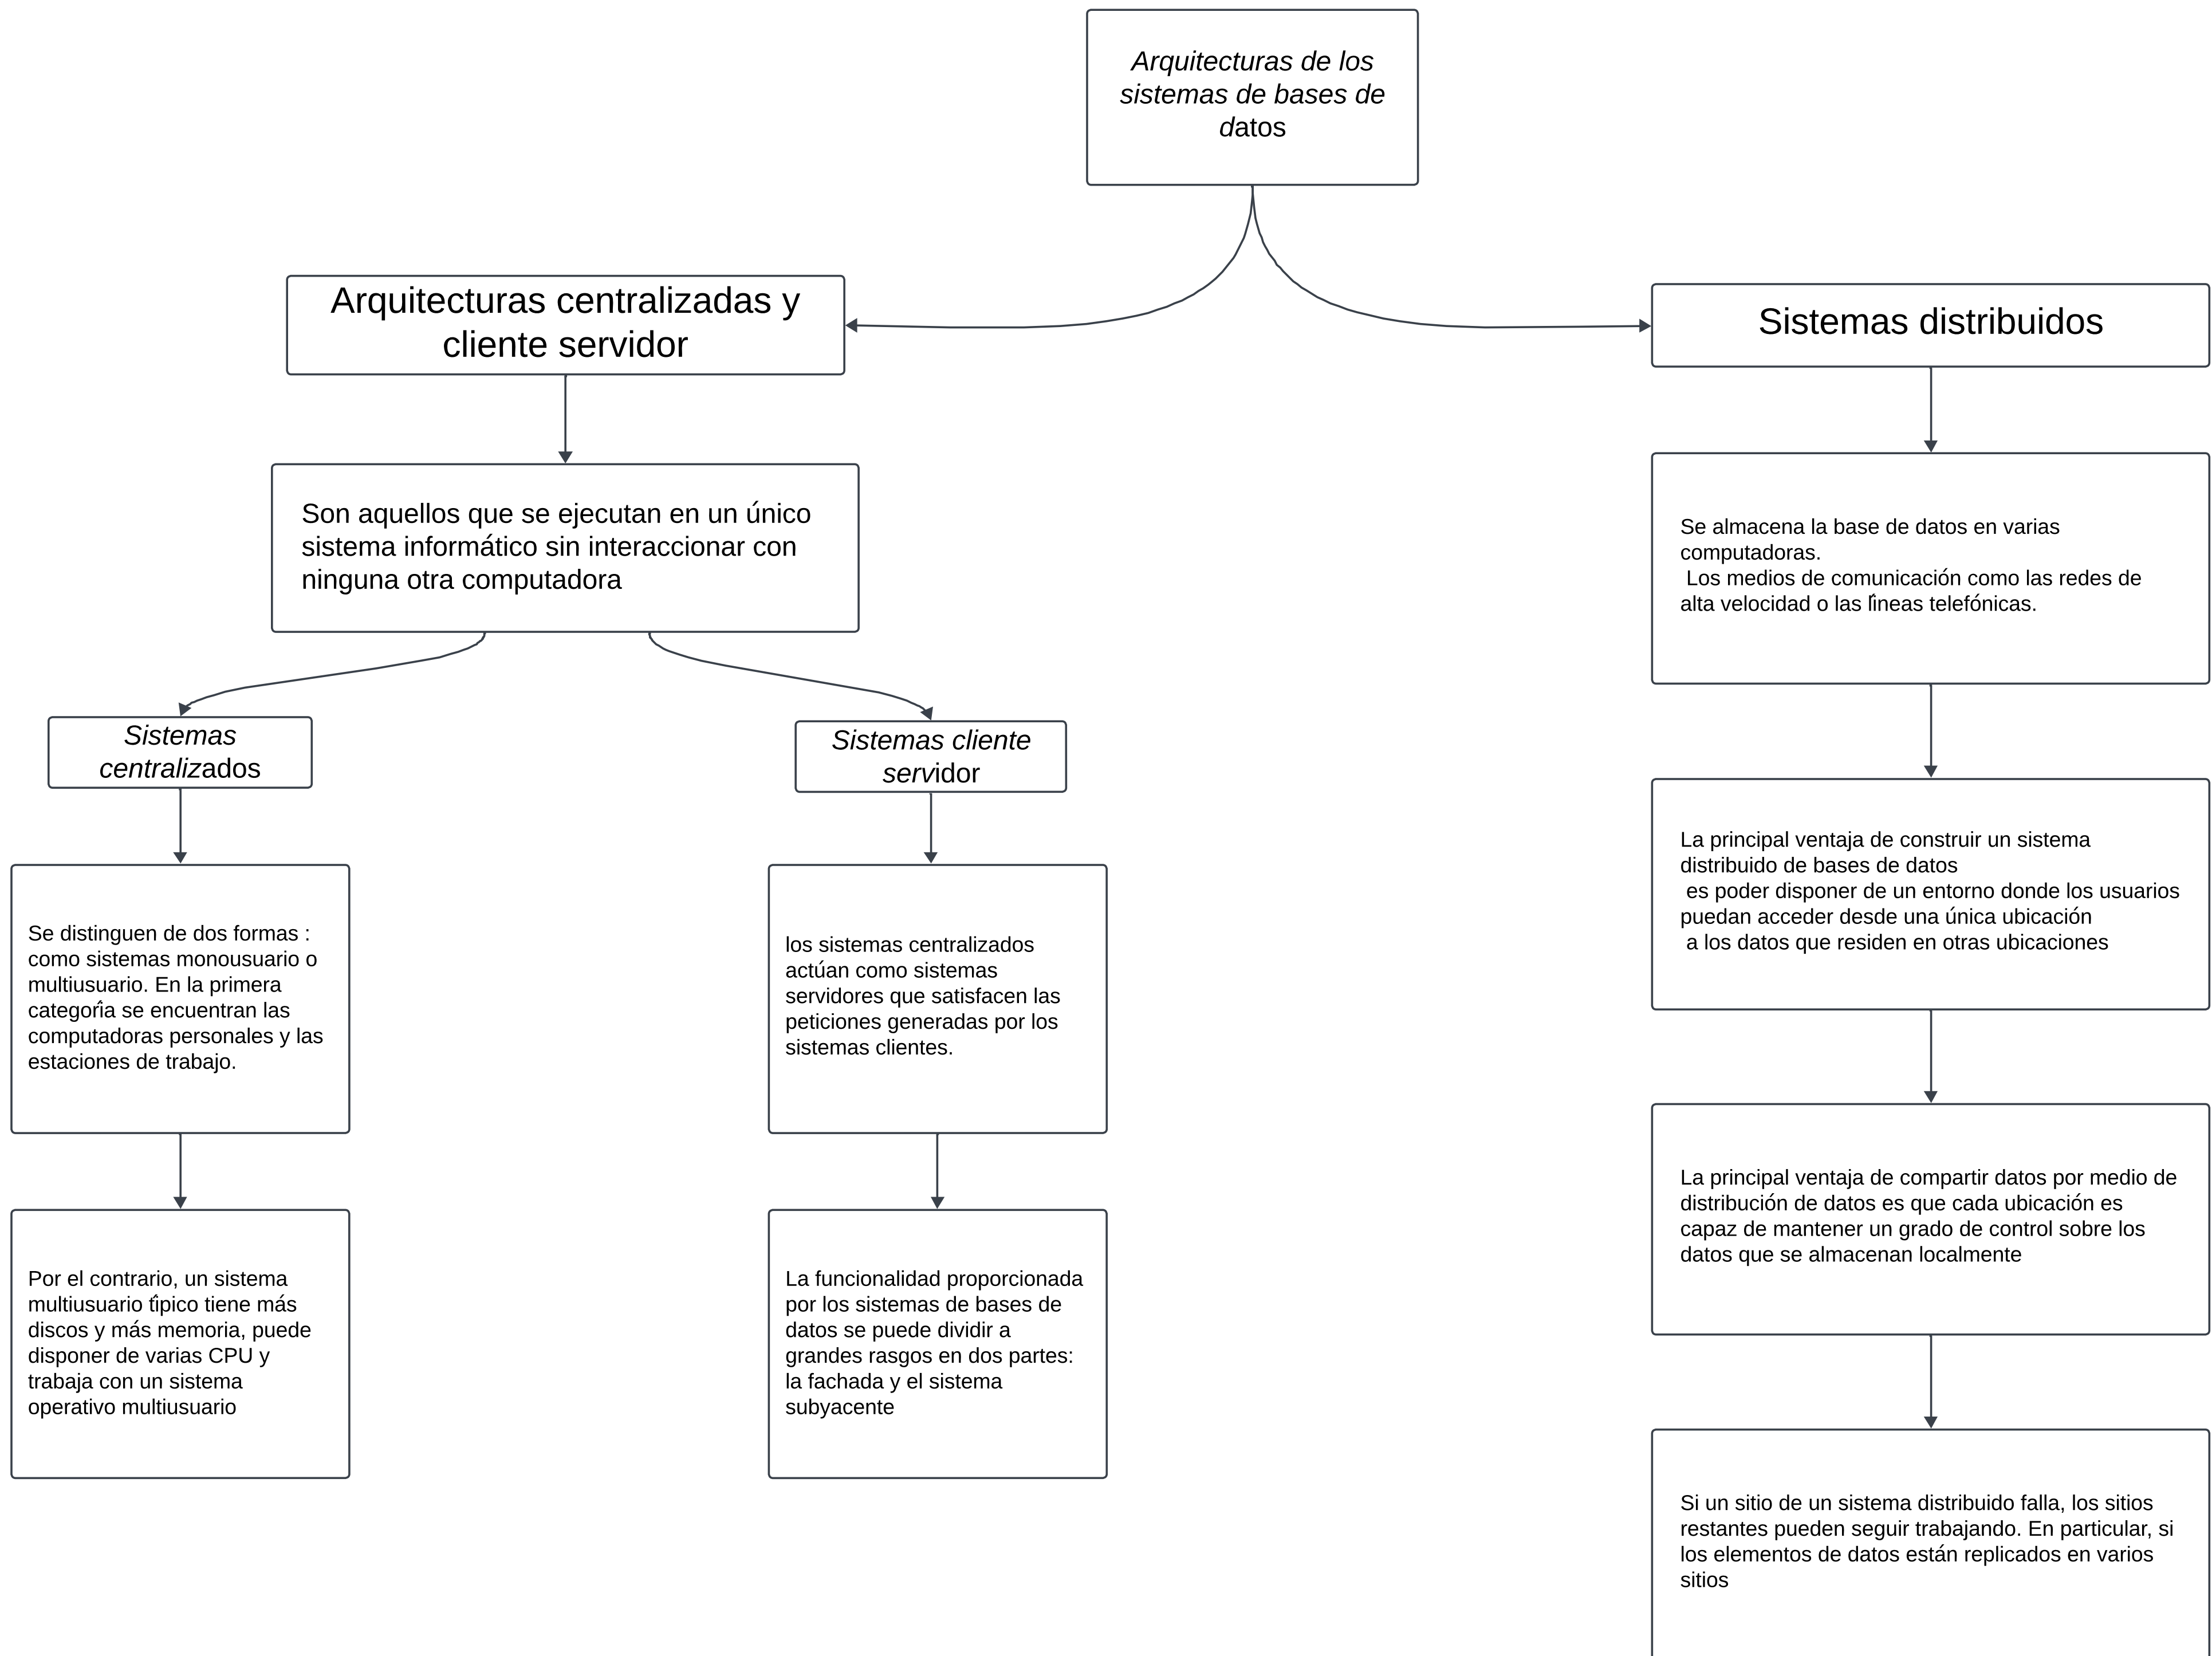 Arquitecturas de los
sistemas de bases de
datos
Arquitecturas centralizadas y
cliente servidor
Sistemas distribuidos
Son aquellos que se ejecutan en un único
sistema informático sin interaccionar con
ninguna otra computadora
Se almacena la base de datos en varias
computadoras.
Los medios de comunicación como las redes de
alta velocidad o las líneas telefónicas.
Sistemas
centralizados
Sistemas cliente
servidor
Se distinguen de dos formas :
como sistemas monousuario o
multiusuario. En la primera
categoría se encuentran las
computadoras personales y las
estaciones de trabajo.
los sistemas centralizados
actúan como sistemas
servidores que satisfacen las
peticiones generadas por los
sistemas clientes.
La principal ventaja de construir un sistema
distribuido de bases de datos
es poder disponer de un entorno donde los usuarios
puedan acceder desde una única ubicación
a los datos que residen en otras ubicaciones
Por el contrario, un sistema
multiusuario típico tiene más
discos y más memoria, puede
disponer de varias CPU y
trabaja con un sistema
operativo multiusuario
La funcionalidad proporcionada
por los sistemas de bases de
datos se puede dividir a
grandes rasgos en dos partes:
la fachada y el sistema
subyacente
La principal ventaja de compartir datos por medio de
distribución de datos es que cada ubicación es
capaz de mantener un grado de control sobre los
datos que se almacenan localmente
Si un sitio de un sistema distribuido falla, los sitios
restantes pueden seguir trabajando. En particular, si
los elementos de datos están replicados en varios
sitios